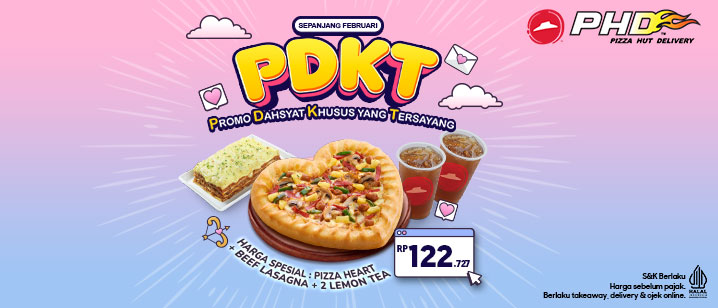 SEPANJANG FEBRUARI
PDKT
PROMO DAHSYAT KHUSUS YANG TERSAYANG
PHD
PIZZA HUT DELIVERY
HARGA SPESIAL : PIZZA HEART
+ BEEF LASAGNA + 2 LEMON TEA
RP 122.727
S&K Berlaku
Harga sebelum pajak.
Berlaku takeaway, delivery & ojek online.
HALAL